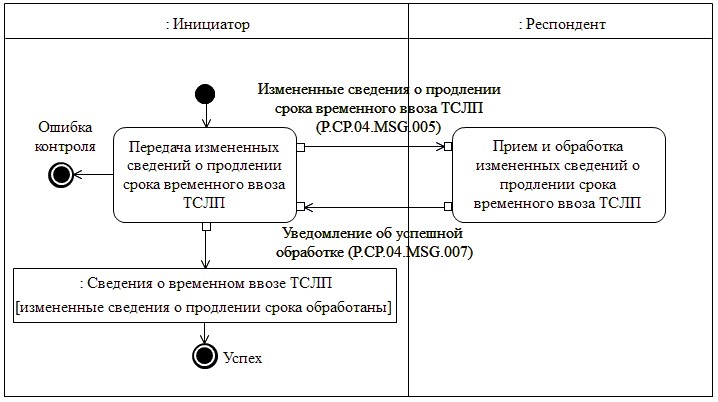 : Инициатор
: Респондент
Измененные сведения о продлении
срока временного ввоза ТСЛП
(P.CP.04.MSG.005)
Ошибка
контроля
Передача измененных
сведений о продлении
срока временного ввоза
ТСЛП
Прием и обработка
измененных сведений о
продлении срока
временного ввоза ТСЛП
Уведомление об успешной
обработке (P.CP.04.MSG.007)
: Сведения о временном ввозе ТСЛП
[измененные сведения о продлении срока обработаны]
Успех